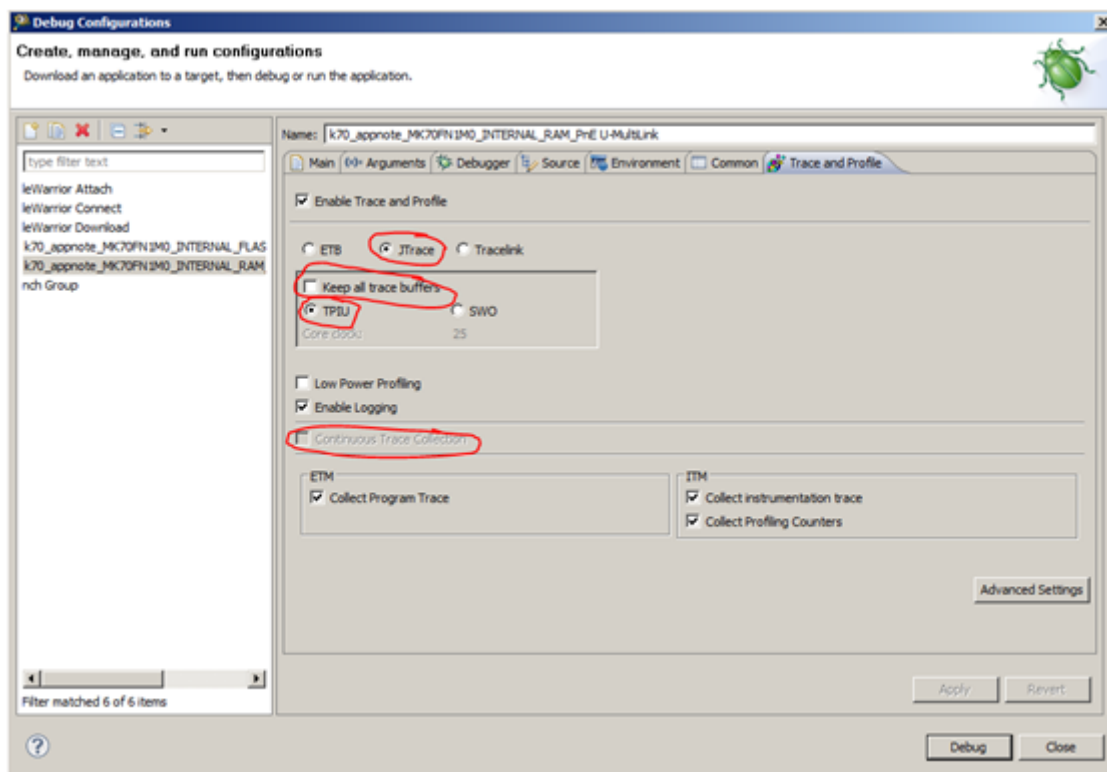 Debug Configurations
Create, manage, and run configurations
Download an application to a target, then debug or run the application.
type filter text
leWarrior Attach
leWarrior Connect
leWarrior Download
k70_appnote_MK70FN1M0_INTERNAL_FLAS
k70_appnote_MK70FN1M0_INTERNAL_RAM_
nch Group
Filter matched 6 of 6 items
Name: k70_appnote_MK70FN1M0_INTERNAL_RAM_PnE U-MultiLink
Main Arguments Debugger Source Environment Common Trace and Profile
Enable Trace and Profile
ETB JTrace Tracelink
Keep all trace buffers
TPIU SWO
Core clock: 25
Low Power Profiling
Enable Logging
Continuous Trace Collection
ETM
Collect Program Trace
ITM
Collect instrumentation trace
Collect Profiling Counters
Advanced Settings
Apply Revert
Debug Close